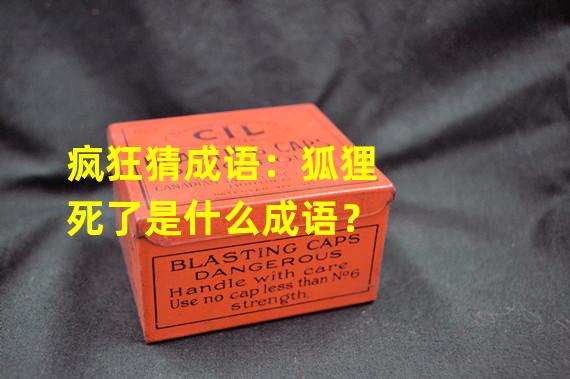 CIL
疯狂猜成语：狐狸
死了是什么成语？
BLASTING CAPS
DANGEROUS
Handle with care
Use no cap less than Nº6
strength.